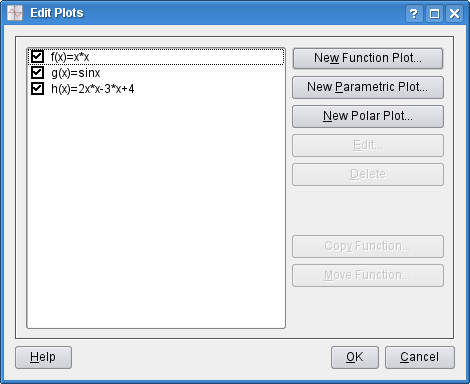 Edit Plots
f(x)=x*x
g(x)=sinx
h(x)=2x*x-3*x+4
New Function Plot...
New Parametric Plot...
New Polar Plot...
Edit...
Delete
Copy Function...
Move Function...
Help
OK
Cancel